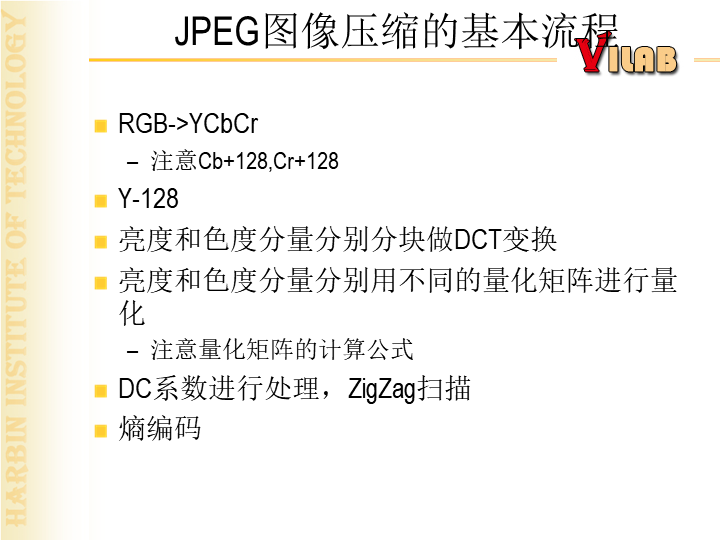 JPEG图像压缩的基本流程
VILAB
RGB->YCbCr
– 注意Cb+128,Cr+128
Y-128
亮度和色度分量分别分块做DCT变换
亮度和色度分量分别用不同的量化矩阵进行量
化
– 注意量化矩阵的计算公式
DC系数进行处理，ZigZag扫描
熵编码
HARBIN INSTITUTE OF TECHNOLOGY